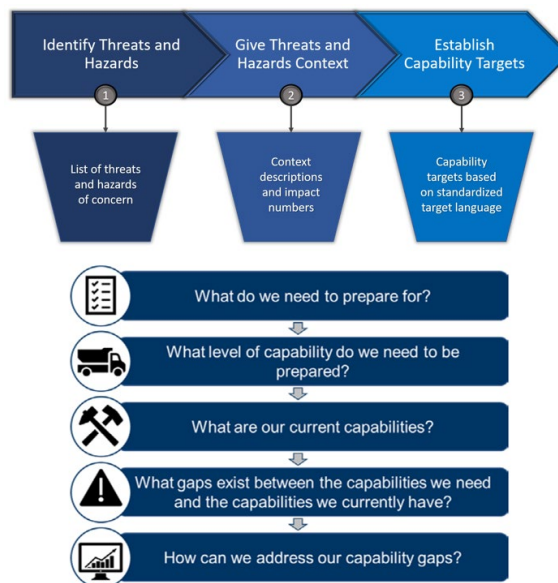 Identify Threats and
Hazards
Give Threats and
Hazards Context
Establish
Capability Targets
1
2
3
List of threats
and hazards
of concern
Context
descriptions
and impact
numbers
Capability
targets based
on standardized
target language
What do we need to prepare for?
What level of capability do we need to be
prepared?
What are our current capabilities?
What gaps exist between the capabilities we need
and the capabilities we currently have?
How can we address our capability gaps?